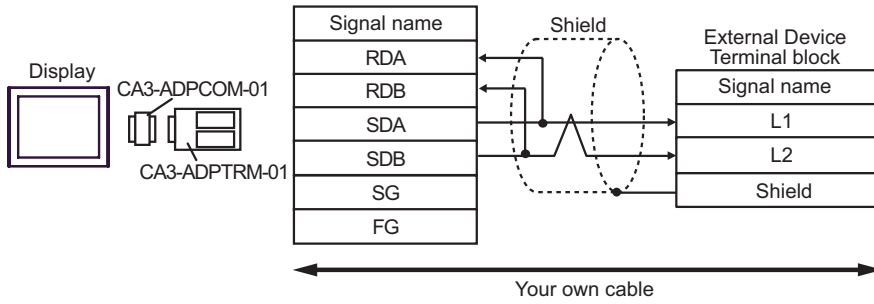 Display
CA3-ADPCOM-01
CA3-ADPTRM-01
Signal name
RDA
RDB
SDA
SDB
SG
FG
Shield
External Device
Terminal block
Signal name
L1
L2
Shield
Your own cable